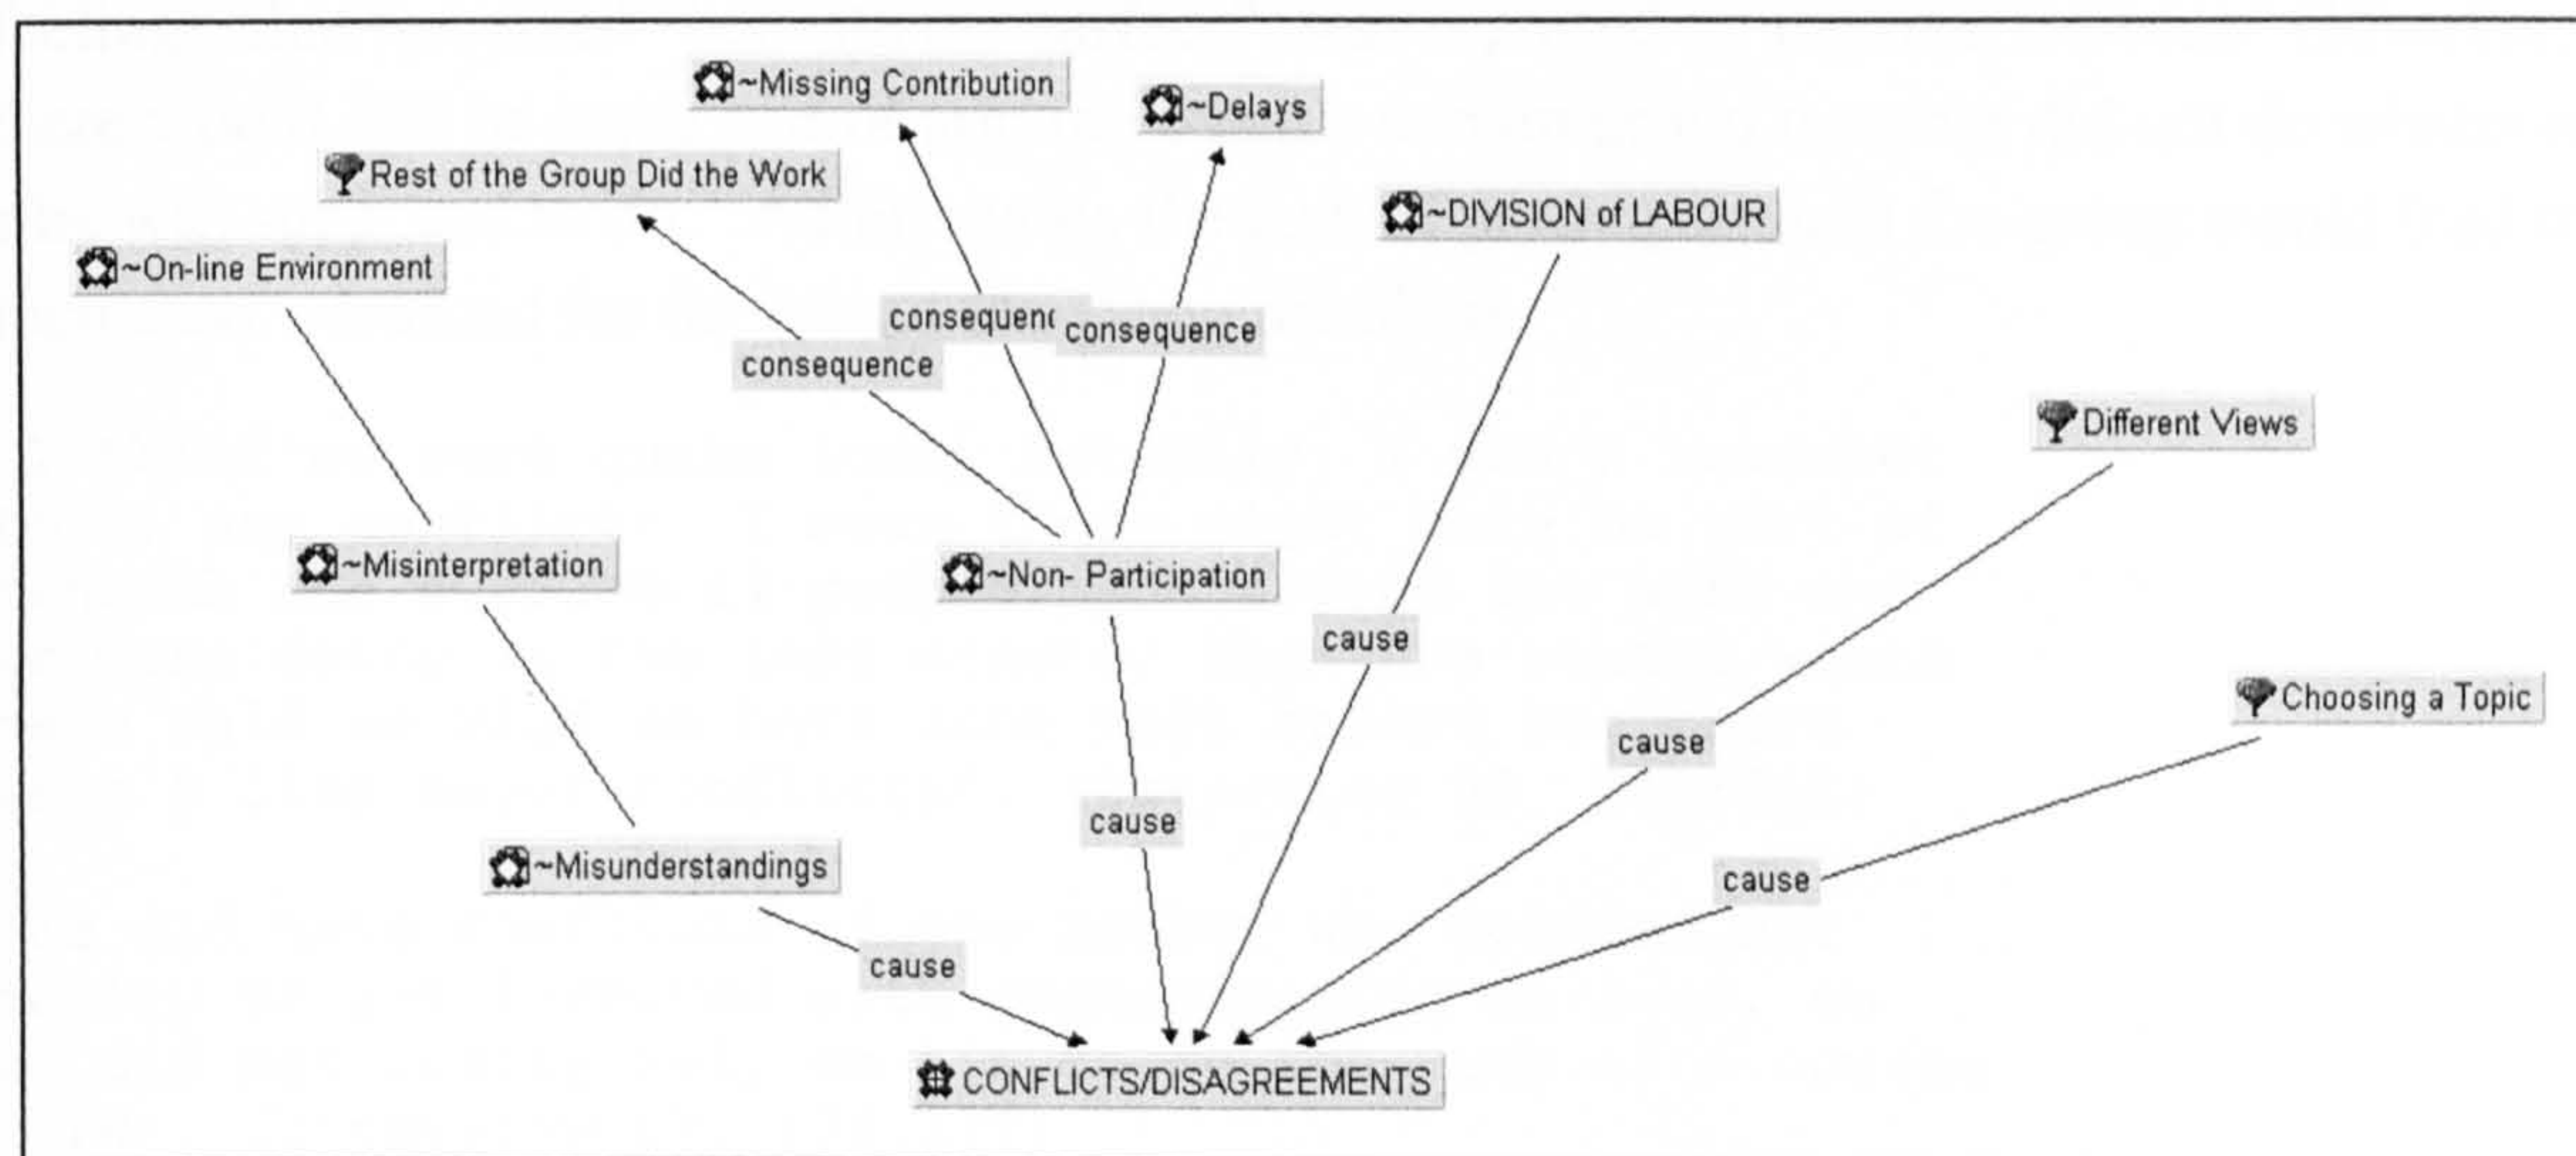 ~Missing Contribution
~Delays
Rest of the Group Did the Work
~DIVISION of LABOUR
~On-line Environment
consequenc
consequence
consequence
Different Views
~Misinterpretation
~Non- Participation
cause
Choosing a Topic
cause
cause
~Misunderstandings
cause
cause
CONFLICTS/DISAGREEMENTS